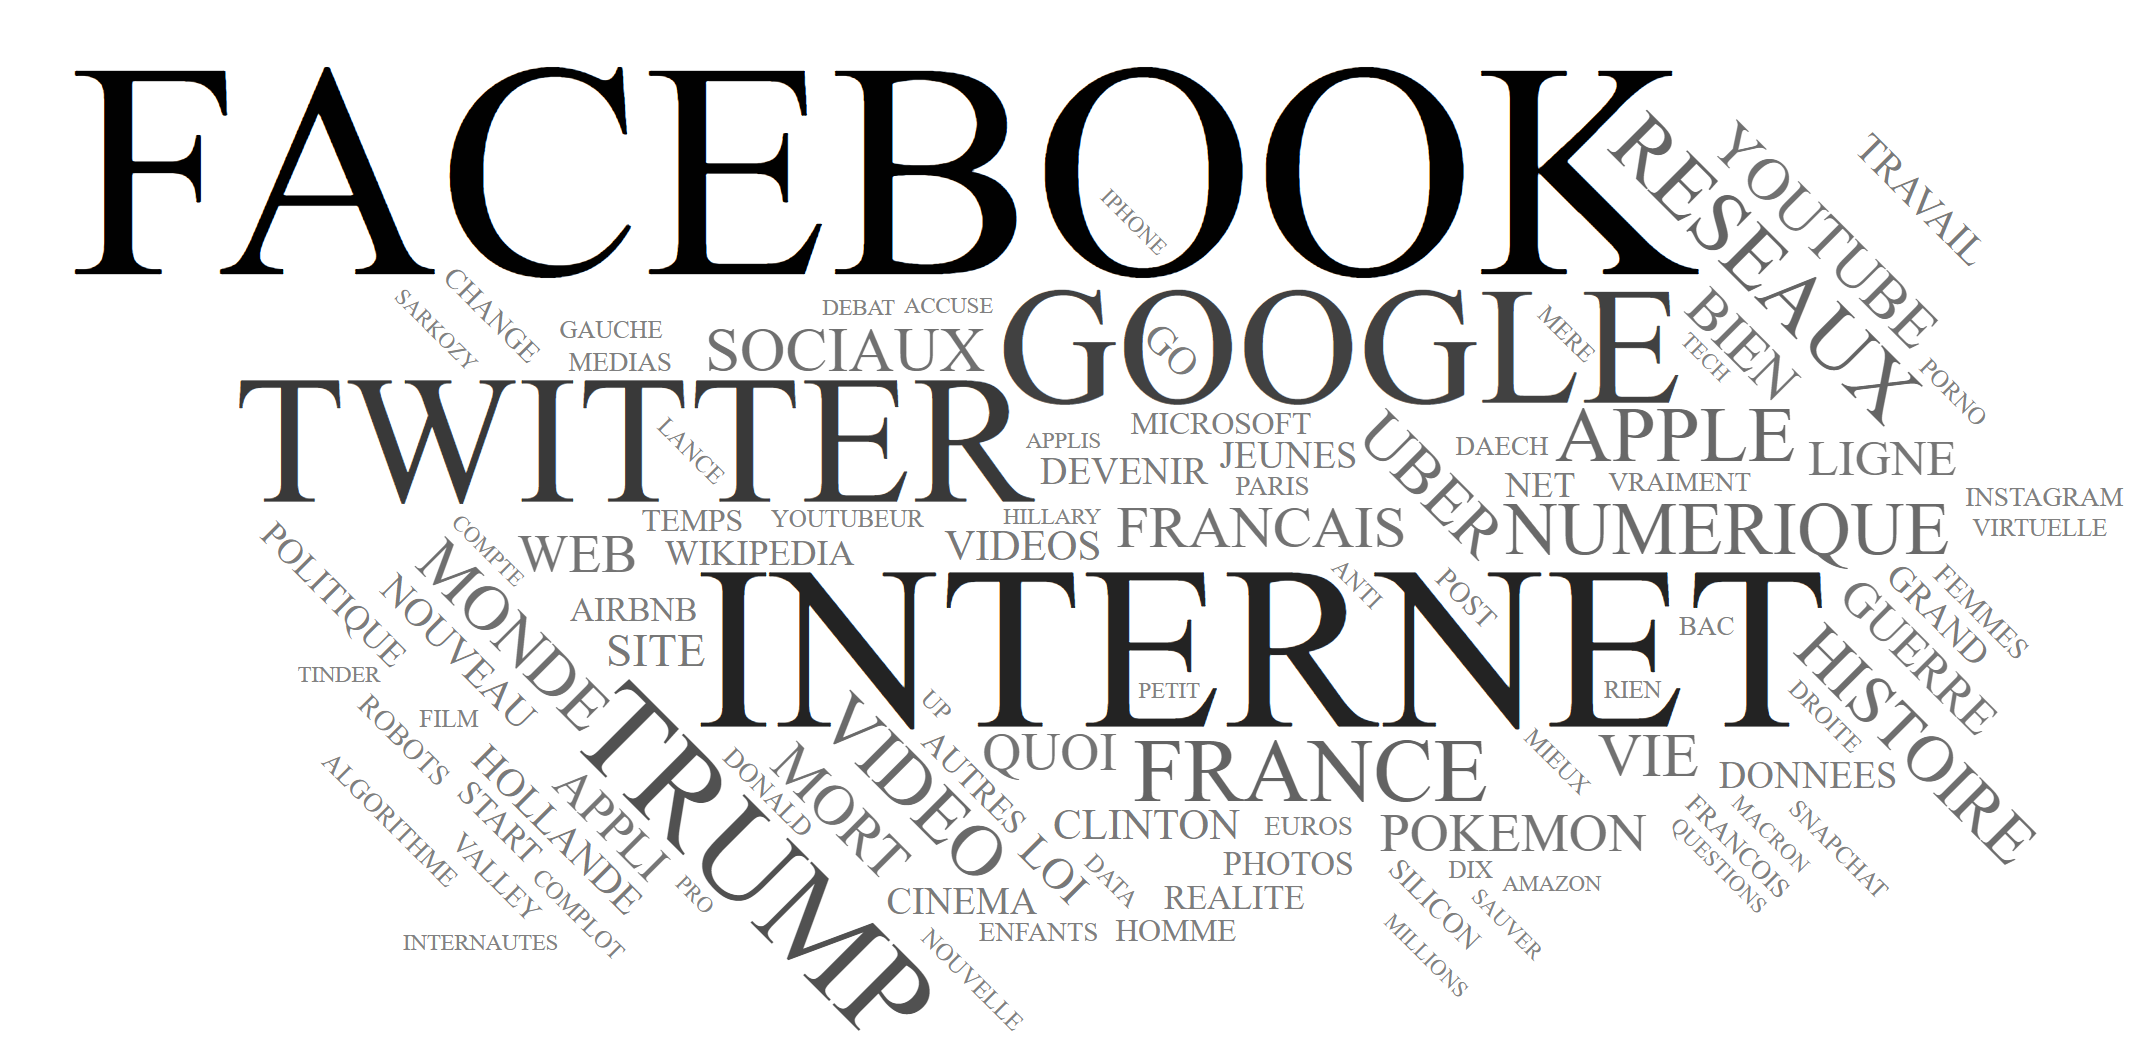 FACEBOOK
RESEAUX
YOUTUBE
TRAVAIL
IPHONE
CHANGE
SARKOZY
GAUCHE
MEDIAS
DEBAT
ACCUSE
SOCIAUX
GOOGLE
GO
MERE
BIEN
TECH
PORNO
TWITTER
LANCE
MICROSOFT
APPLIS
JEUNES
DEVENIR
PARIS
UBER
DAECH
APPLE
LIGNE
NET
VRAIMENT
INSTAGRAM
VIRTUELLE
TEMPS
YOUTUBEUR
HILLARY
FRANCAIS
NUMERIQUE
POLITIQUE
COMPTE
WEB
WIKIPEDIA
VIDEOS
MONDE
NOUVEAU
AIRBNB
SITE
INTERNET
ANTI
POST
BAC
GUERRE
GRAND
FEMMES
HISTOIRE
TINDER
PETIT
RIEN
DROITE
ROBOTS
FILM
TRUMP
UP
VIDEO
AUTRES
QUOI
FRANCE
MIEUX
VIE
DONNEES
ALGORITHME
START
HOLLANDE
APPLI
DONALD
MORT
CLINTON
EUROS
POKEMON
FRANCOIS
MACRON
SNAPCHAT
QUESTIONS
VALLEY
COMPLOT
PRO
LOI
DATA
PHOTOS
SILICON
DIX
AMAZON
CINEMA
REALITE
SAUVER
INTERNAUTES
ENFANTS
HOMME
NOUVELLE
MILLIONS